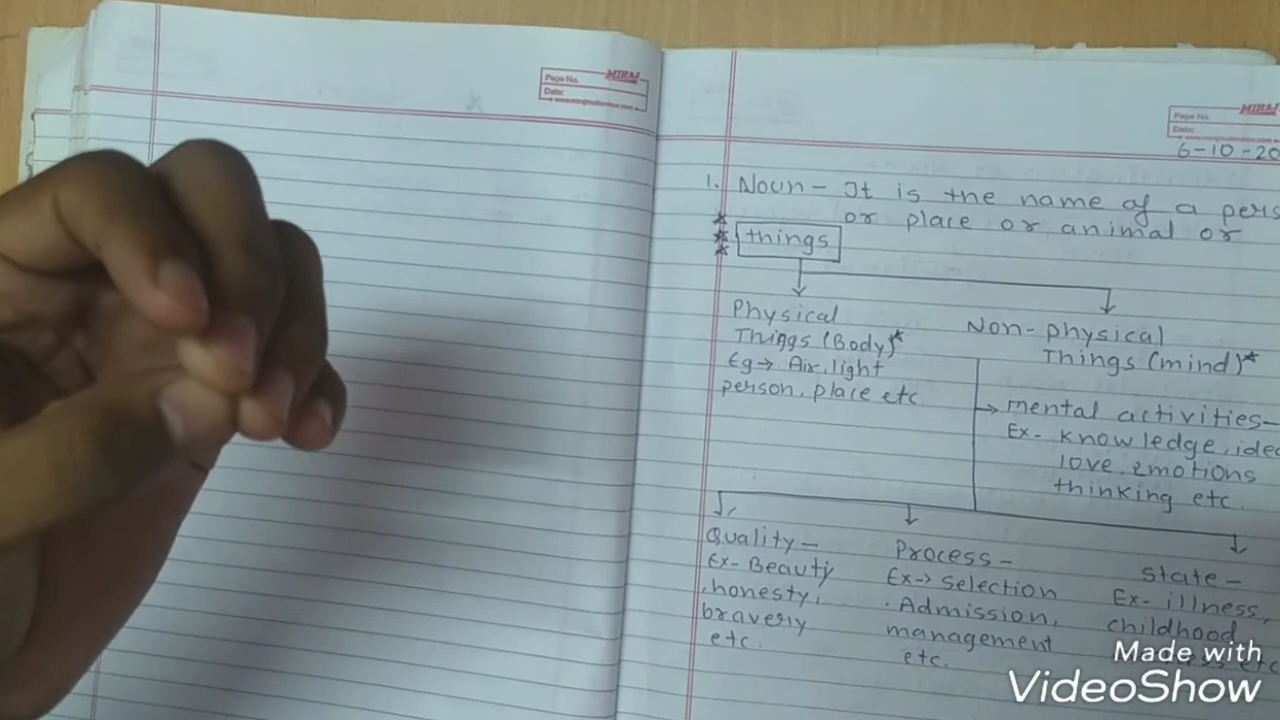 Page No. MIRAJ
Date:
Page No. MIRAJ
Date:
6-10-20
1. Noun - It is the name of a pers
or place or animal or
things
Physical
Things (Body)*
Eg → Air, light
person, place etc.
Non-physical
Things (mind)*
mental activities-
Ex- knowledge, idea
love, emotions
thinking etc.
Quality-
Ex- Beauty
, honesty,
bravery
etc.
Process-
Ex→ selection
. Admission,
management
etc.
State-
Ex- illness,
childhood
etc
Made with
VideoShow